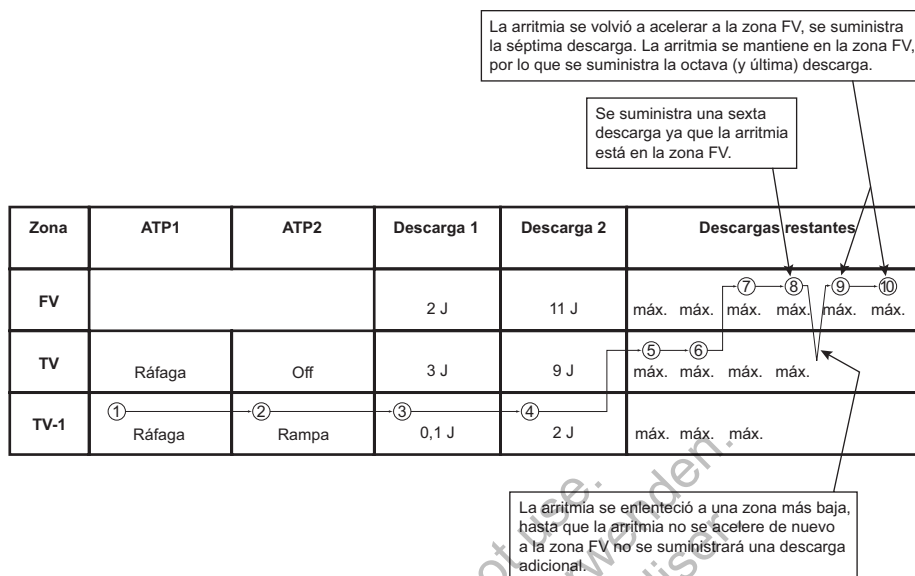 La arritmia se volvió a acelerar a la zona FV, se suministra
la séptima descarga. La arritmia se mantiene en la zona FV,
por lo que se suministra la octava (y última) descarga.
Se suministra una sexta
descarga ya que la arritmia
está en la zona FV.
Zona ATP1 ATP2 Descarga 1 Descarga 2 Descargas restantes
7 8 9 10
FV 2 J 11 J máx. máx. máx. máx. máx. máx.
5 6
TV Ráfaga Off 3 J 9 J máx. máx. máx. máx.
1 2 3 4
TV-1 Ráfaga Rampa 0,1 J 2 J máx. máx. máx.
La arritmia se enlenteció a una zona más baja,
hasta que la arritmia no se acelere de nuevo
a la zona FV no se suministrará una descarga
adicional.